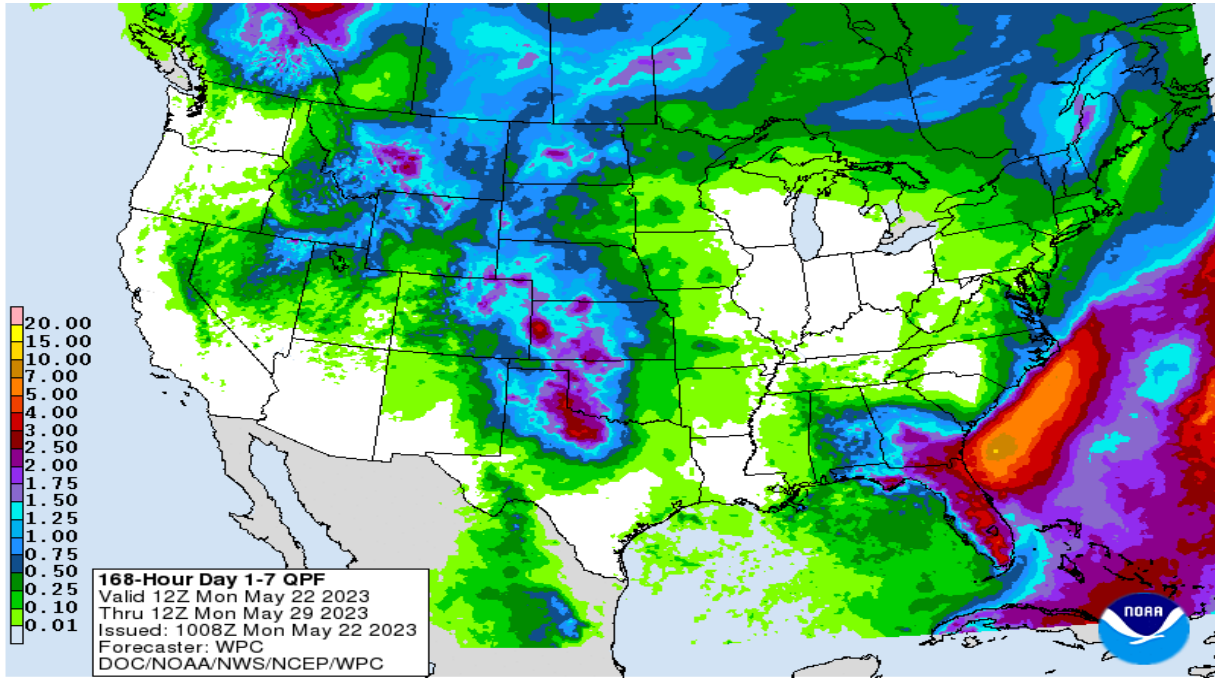 20.00
15.00
10.00
7.00
5.00
4.00
3.00
2.50
2.00
1.75
1.50
1.25
1.00
0.75
0.50
0.25
0.10
0.01
168-Hour Day 1-7 QPF
Valid 12Z Mon May 22 2023
Thru 12Z Mon May 29 2023
Issued: 1008Z Mon May 22 2023
Forecaster: WPC
DOC/NOAA/NWS/NCEP/WPC
NOAA